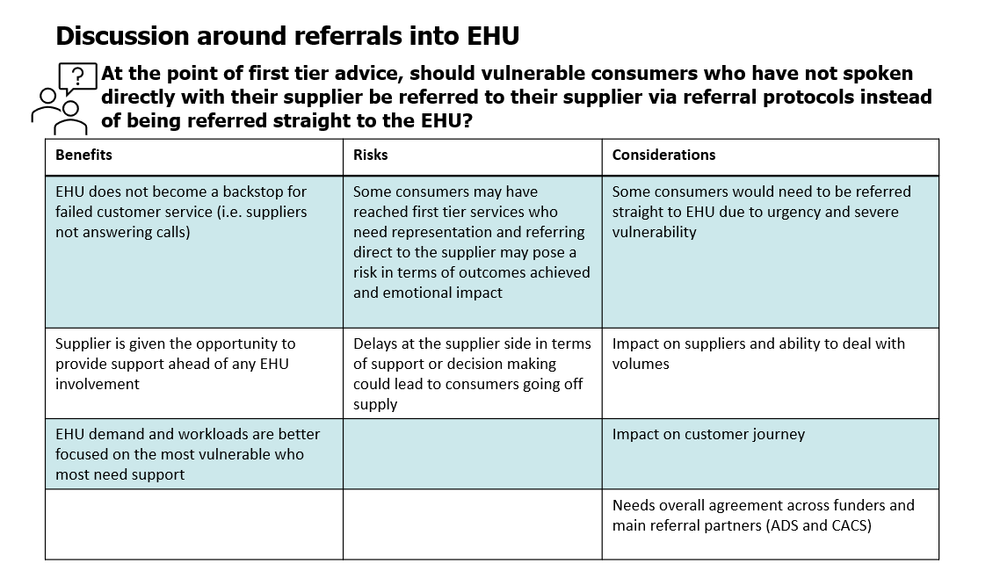 Discussion around referrals into EHU
?
At the point of first tier advice, should vulnerable consumers who have not spoken
directly with their supplier be referred to their supplier via referral protocols instead
of being referred straight to the EHU?
Benefits
Risks
Considerations
EHU does not become a backstop for
failed customer service (i.e. suppliers
not answering calls)
Some consumers may have
reached first tier services who
need representation and referring
direct to the supplier may pose a
risk in terms of outcomes achieved
and emotional impact
Some consumers would need to be referred
straight to EHU due to urgency and severe
vulnerability
Supplier is given the opportunity to
provide support ahead of any EHU
involvement
Delays at the supplier side in terms
of support or decision making
could lead to consumers going off
supply
Impact on suppliers and ability to deal with
volumes
EHU demand and workloads are better
focused on the most vulnerable who
most need support
Impact on customer journey
Needs overall agreement across funders and
main referral partners (ADS and CACS)